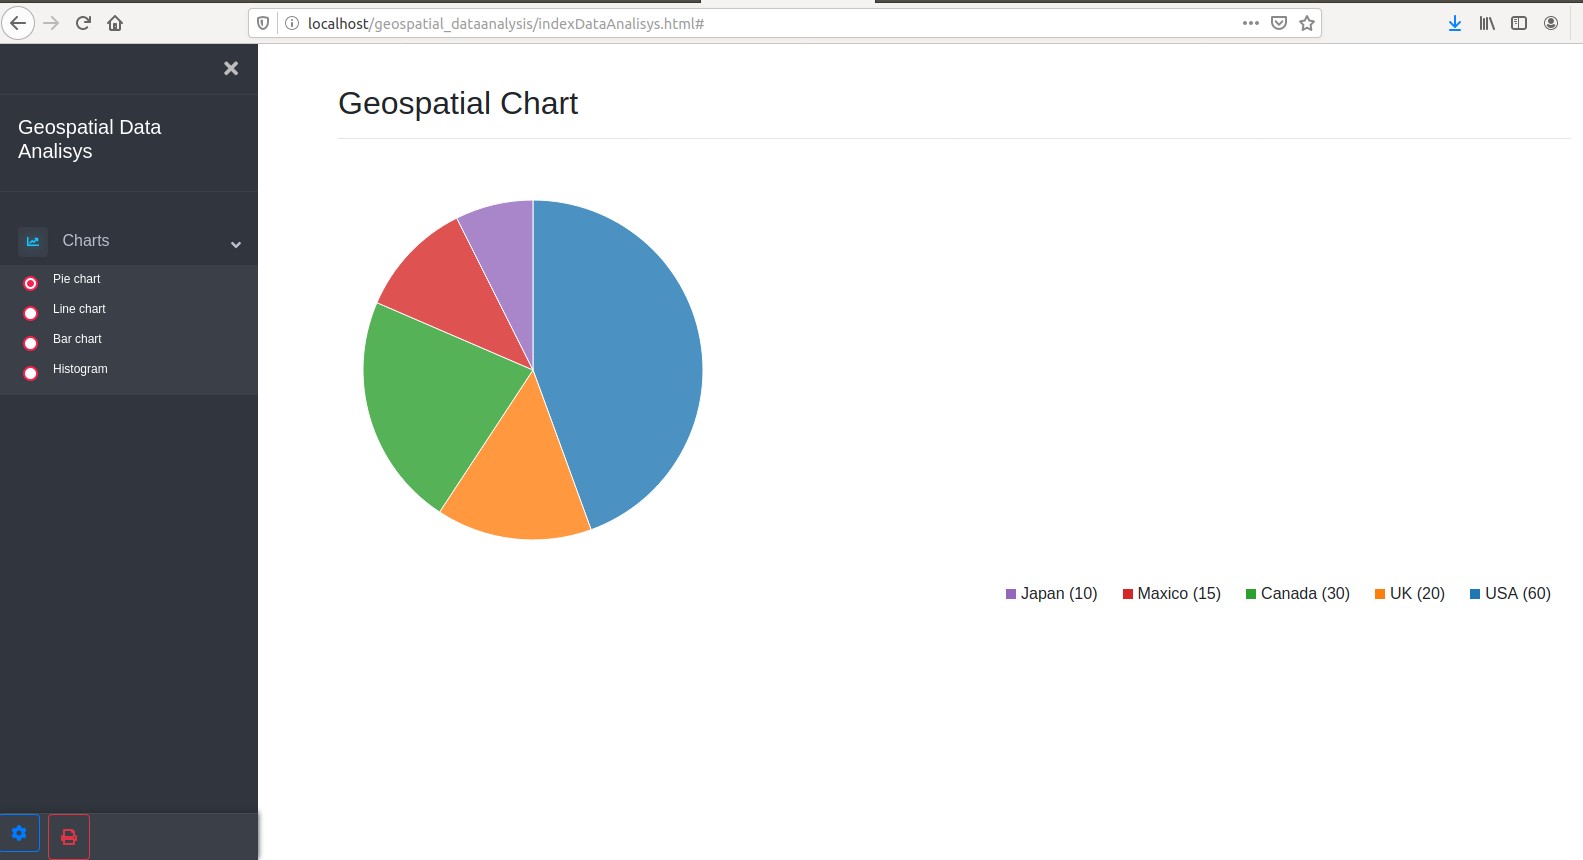 localhost/geospatial_dataanalysis/indexDataAnalisys.html#
Geospatial Data
Analisys
Charts
Pie chart
Line chart
Bar chart
Histogram
Geospatial Chart
Japan (10) Maxico (15) Canada (30) UK (20) USA (60)